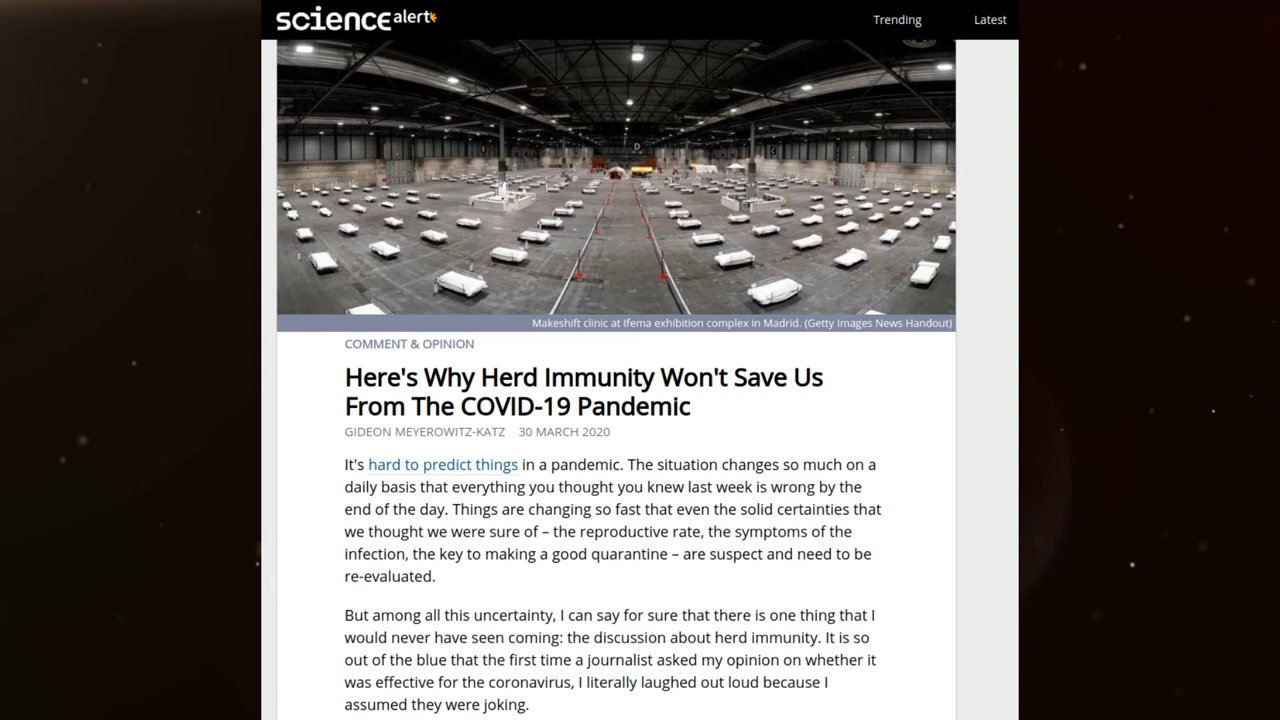 sciencealert
Trending
Latest
D
Makeshift clinic at Ifema exhibition complex in Madrid. (Getty Images News Handout)
COMMENT & OPINION
Here's Why Herd Immunity Won't Save Us
From The COVID-19 Pandemic
GIDEON MEYEROWITZ-KATZ 30 MARCH 2020
It's hard to predict things in a pandemic. The situation changes so much on a
daily basis that everything you thought you knew last week is wrong by the
end of the day. Things are changing so fast that even the solid certainties that
we thought we were sure of – the reproductive rate, the symptoms of the
infection, the key to making a good quarantine – are suspect and need to be
re-evaluated.
But among all this uncertainty, I can say for sure that there is one thing that I
would never have seen coming: the discussion about herd immunity. It is so
out of the blue that the first time a journalist asked my opinion on whether it
was effective for the coronavirus, I literally laughed out loud because I
assumed they were joking.